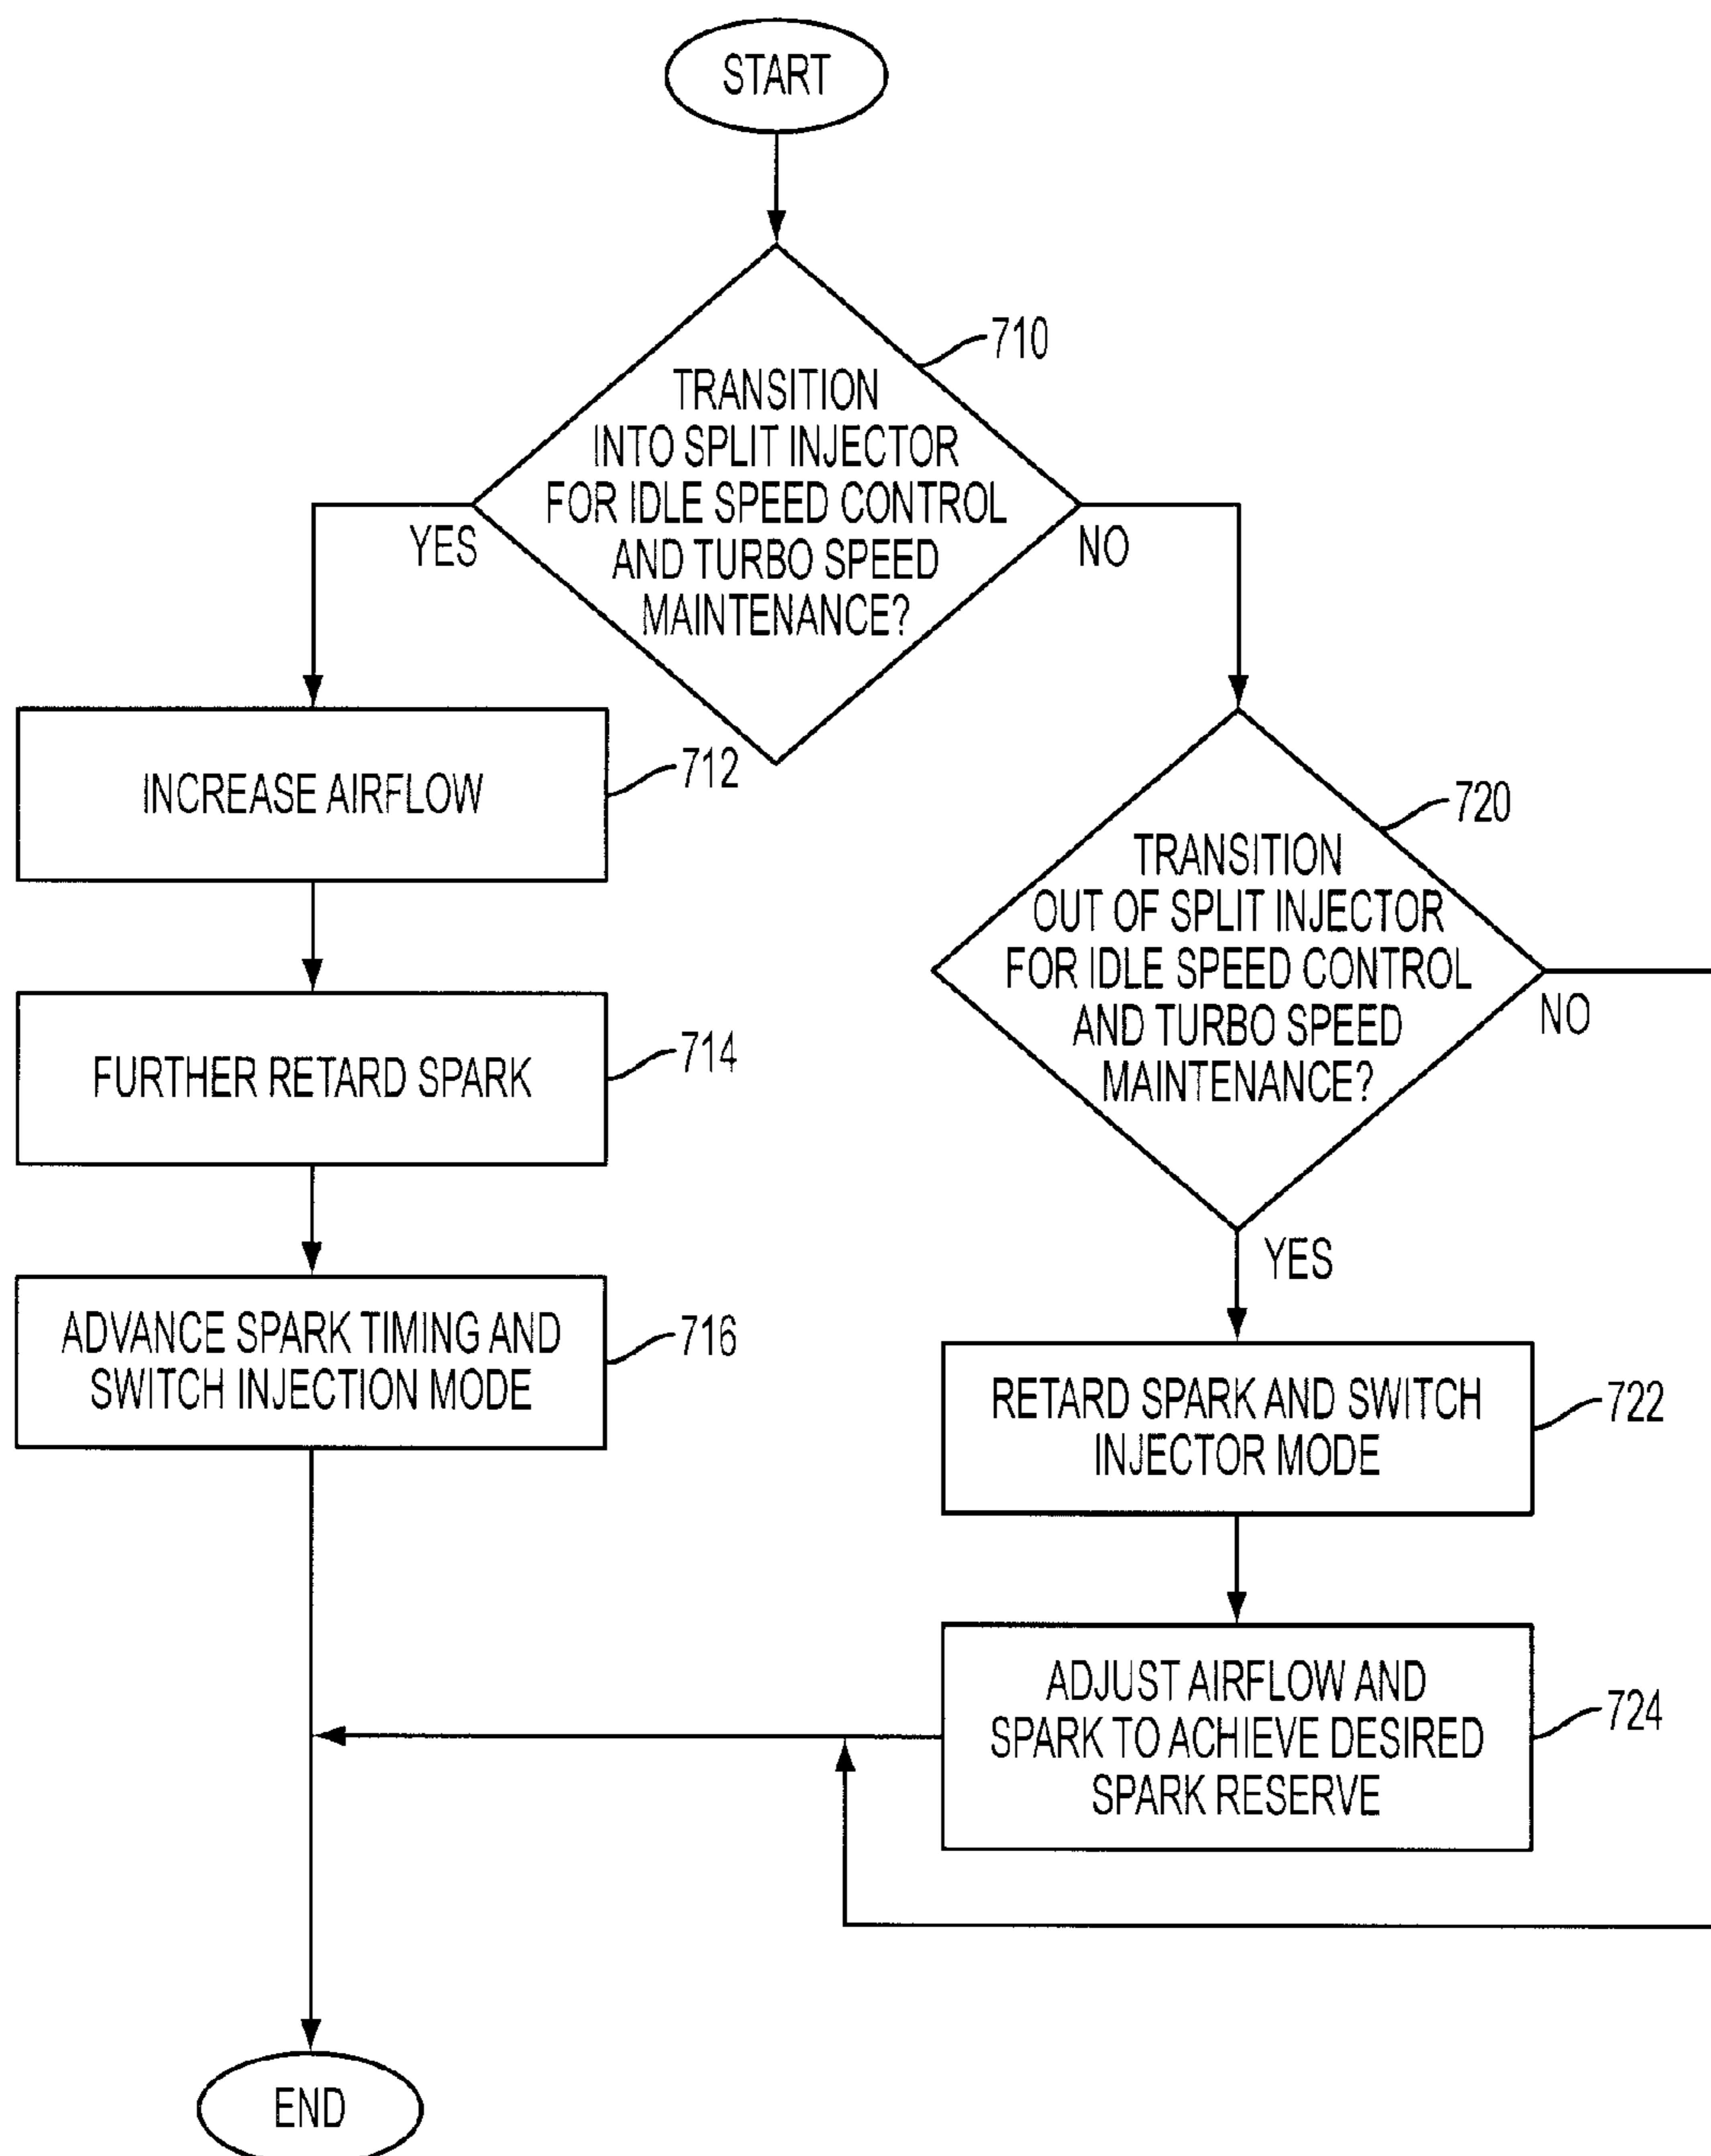 START
710
TRANSITION
INTO SPLIT INJECTOR
FOR IDLE SPEED CONTROL
AND TURBO SPEED
MAINTENANCE?
YES
NO
INCREASE AIRFLOW
712
720
TRANSITION
OUT OF SPLIT INJECTOR
FOR IDLE SPEED CONTROL
AND TURBO SPEED
MAINTENANCE?
NO
YES
FURTHER RETARD SPARK
714
ADVANCE SPARK TIMING AND
SWITCH INJECTION MODE
716
RETARD SPARK AND SWITCH
INJECTOR MODE
722
ADJUST AIRFLOW AND
SPARK TO ACHIEVE DESIRED
SPARK RESERVE
724
END